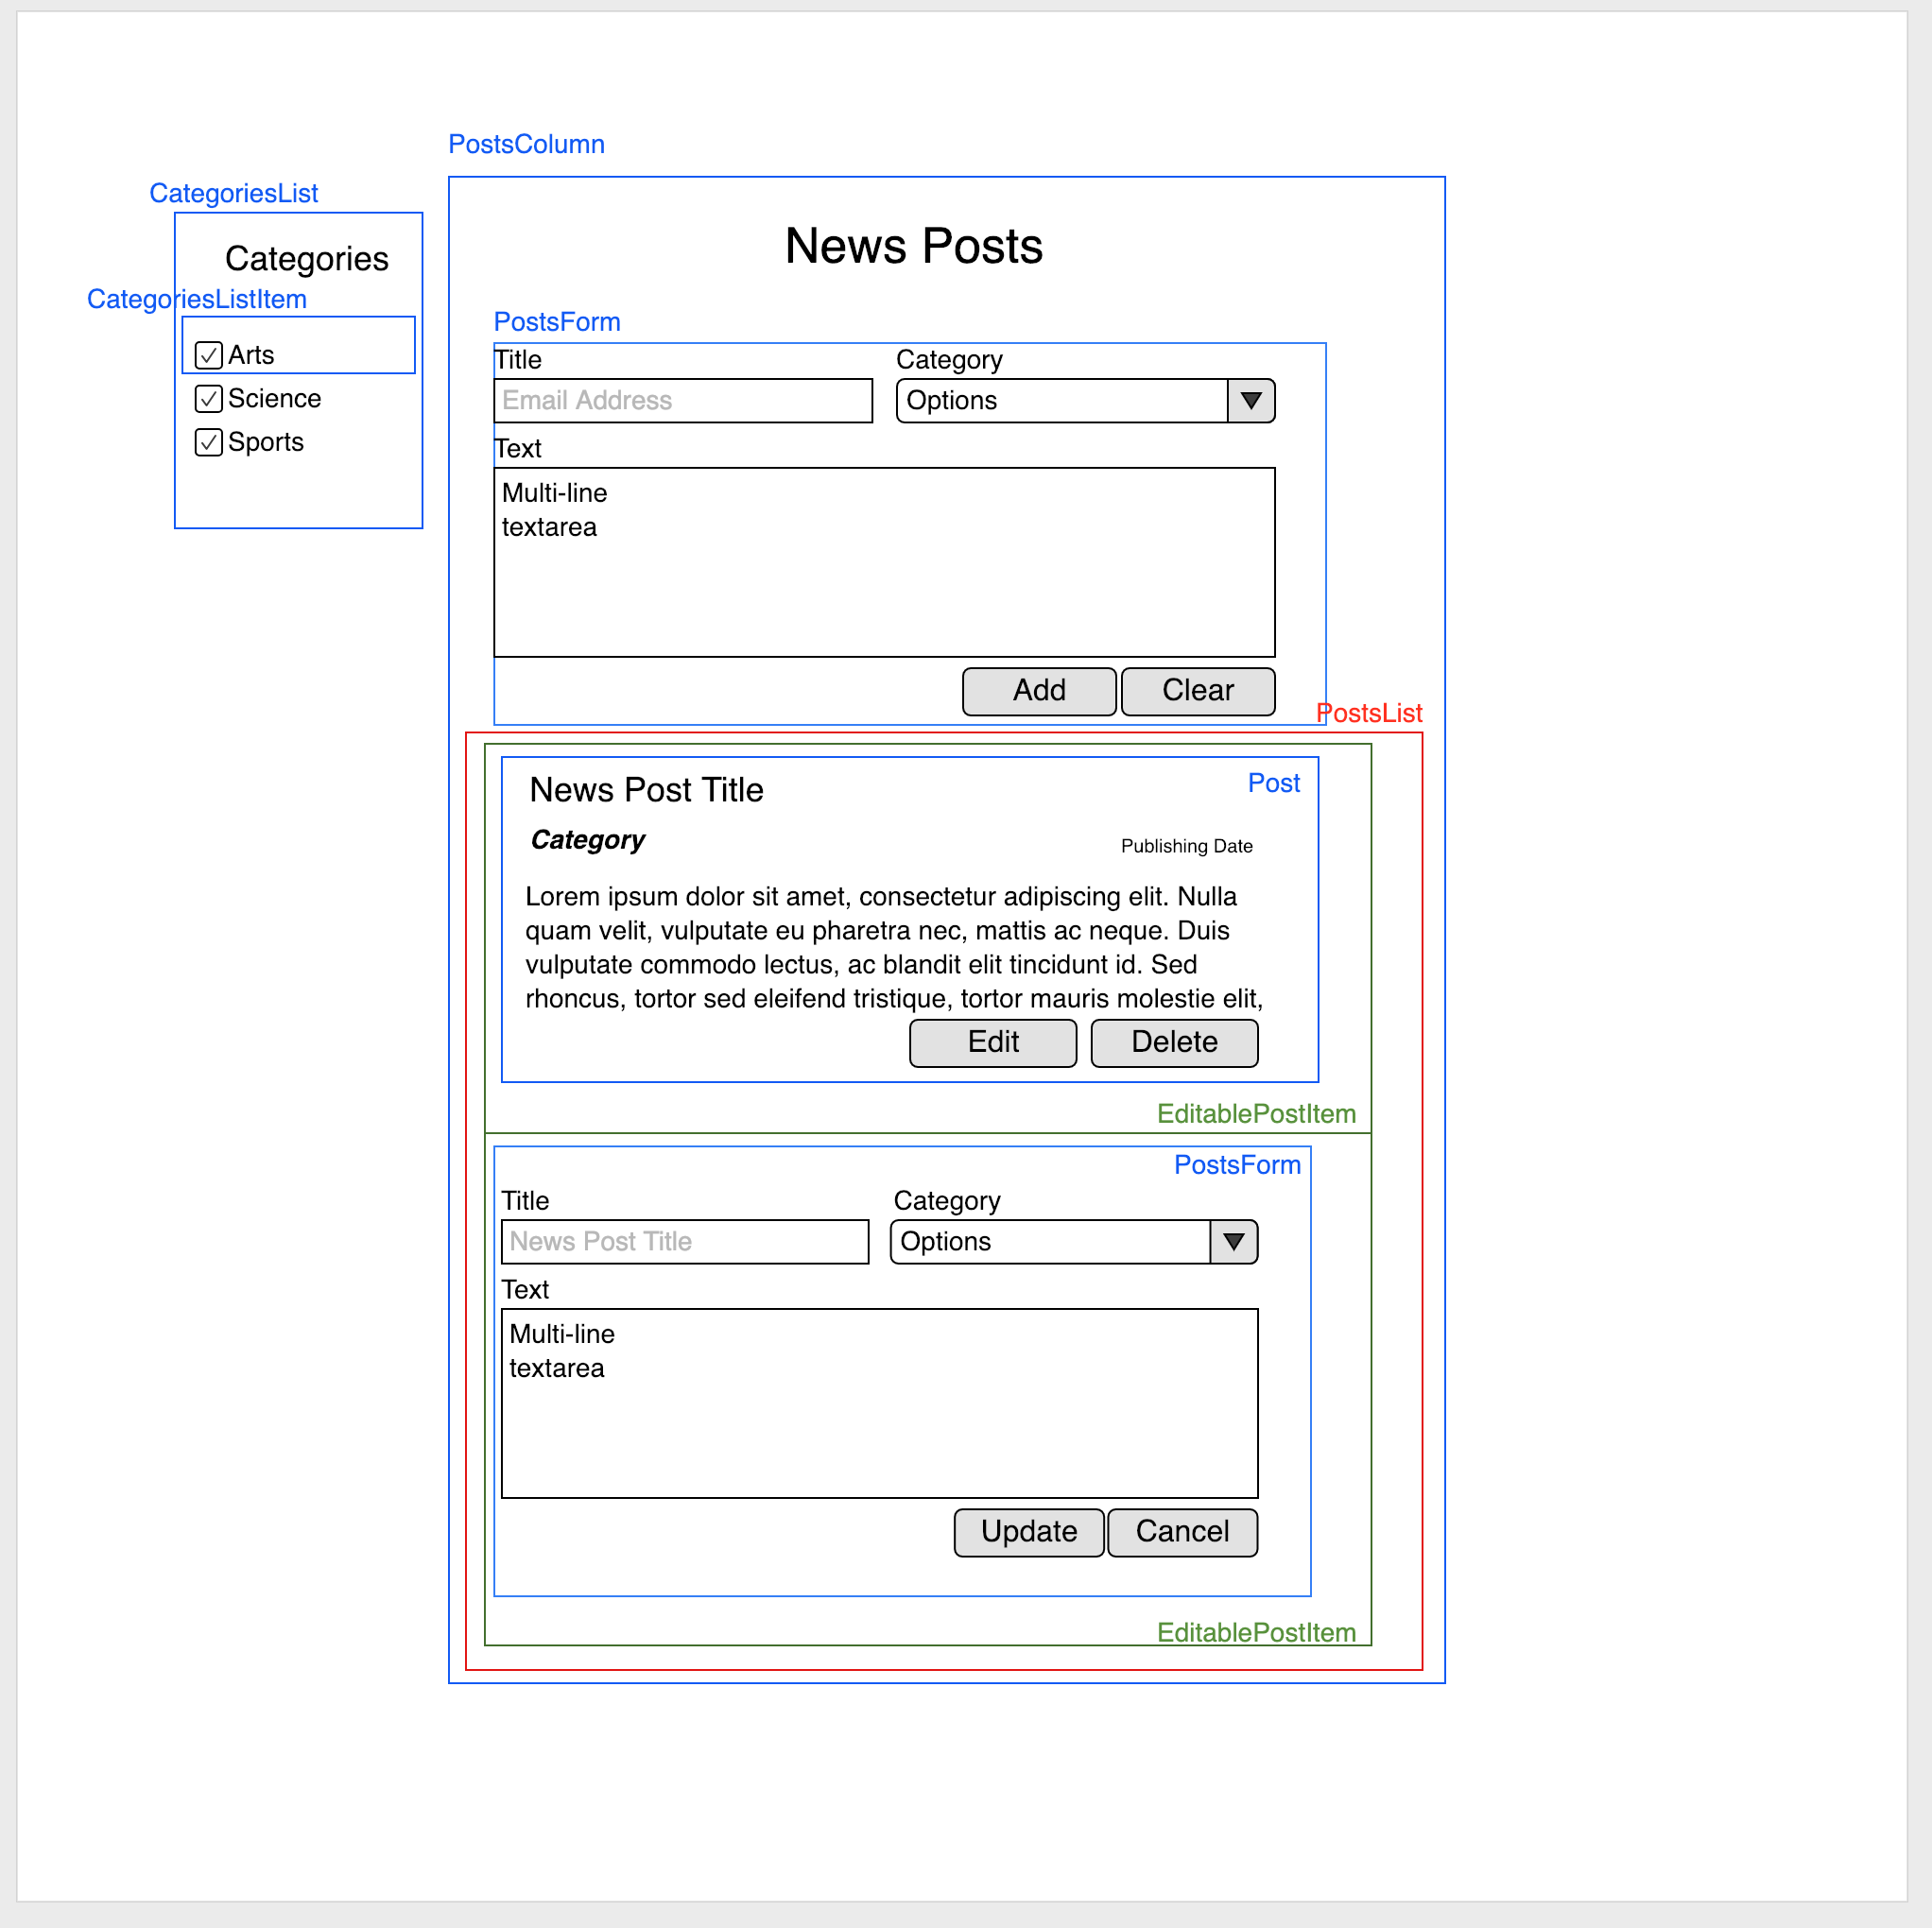 PostsColumn
CategoriesList
Categories
CategoriesListItem
Arts
Science
Sports
News Posts
PostsForm
Title
Category
Email Address
Options
Text
Multi-line
textarea
Add
Clear
PostsList
News Post Title
Post
Category
Publishing Date
Lorem ipsum dolor sit amet, consectetur adipiscing elit. Nulla
quam velit, vulputate eu pharetra nec, mattis ac neque. Duis
vulputate commodo lectus, ac blandit elit tincidunt id. Sed
rhoncus, tortor sed eleifend tristique, tortor mauris molestie elit,
Edit
Delete
EditablePostItem
PostsForm
Title
Category
News Post Title
Options
Text
Multi-line
textarea
Update
Cancel
EditablePostItem